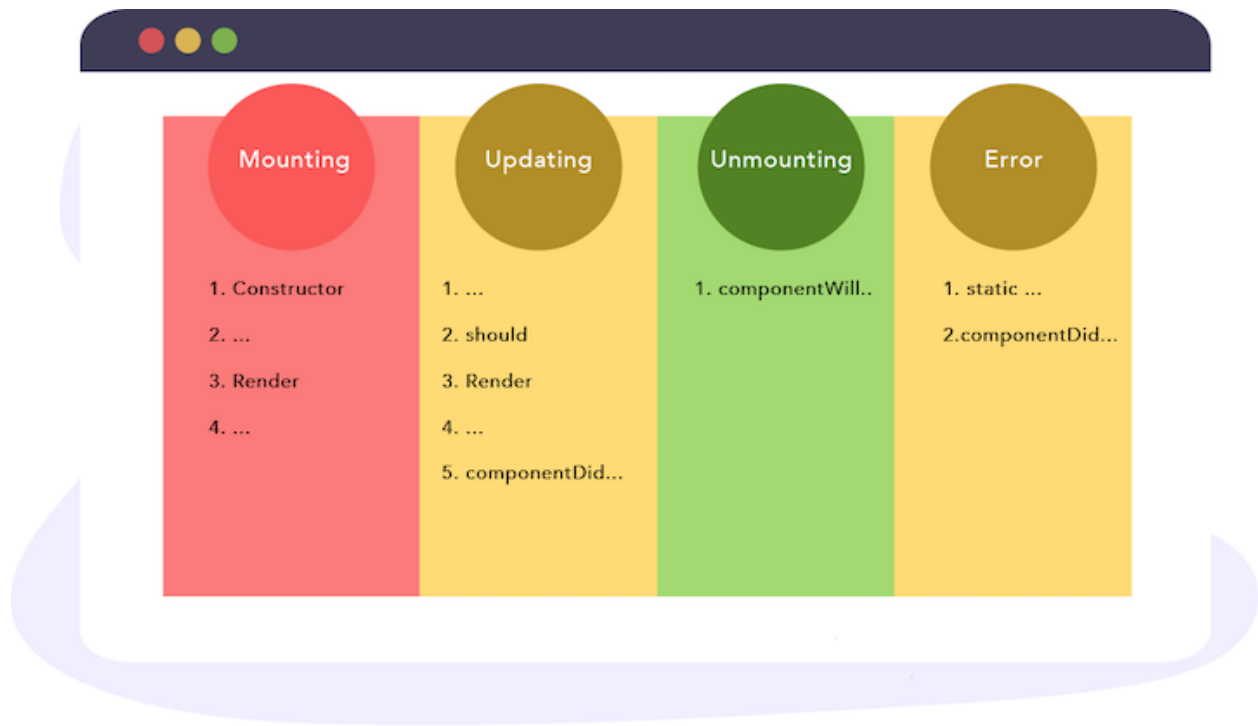 Mounting
1. Constructor
2. ...
3. Render
4. ...
Updating
1. ...
2. should
3. Render
4. ...
5. componentDid...
Unmounting
1. componentWill..
Error
1. static ...
2.componentDid...